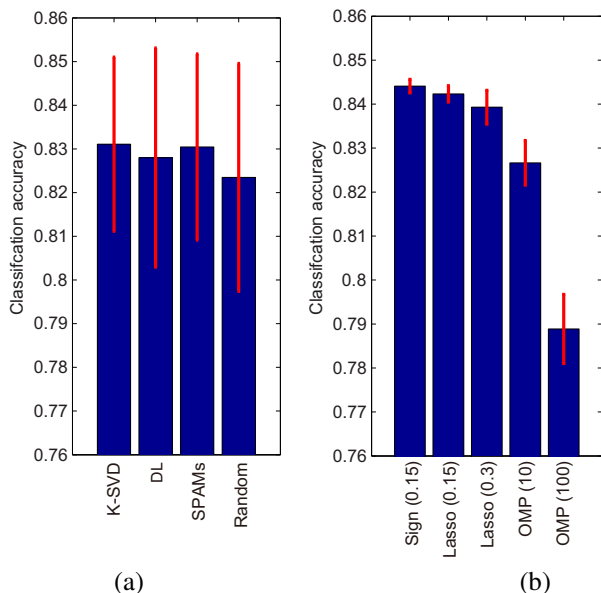 0.86
0.85
0.84
0.83
0.82
0.81
0.8
0.79
0.78
0.77
0.76
Classifcation accuracy
K-SVD
DL
SPAMs
Random
(a)
0.86
0.85
0.84
0.83
0.82
0.81
0.8
0.79
0.78
0.77
0.76
Classifcation accuracy
Sign (0.15)
Lasso (0.15)
Lasso (0.3)
OMP (10)
OMP (100)
(b)